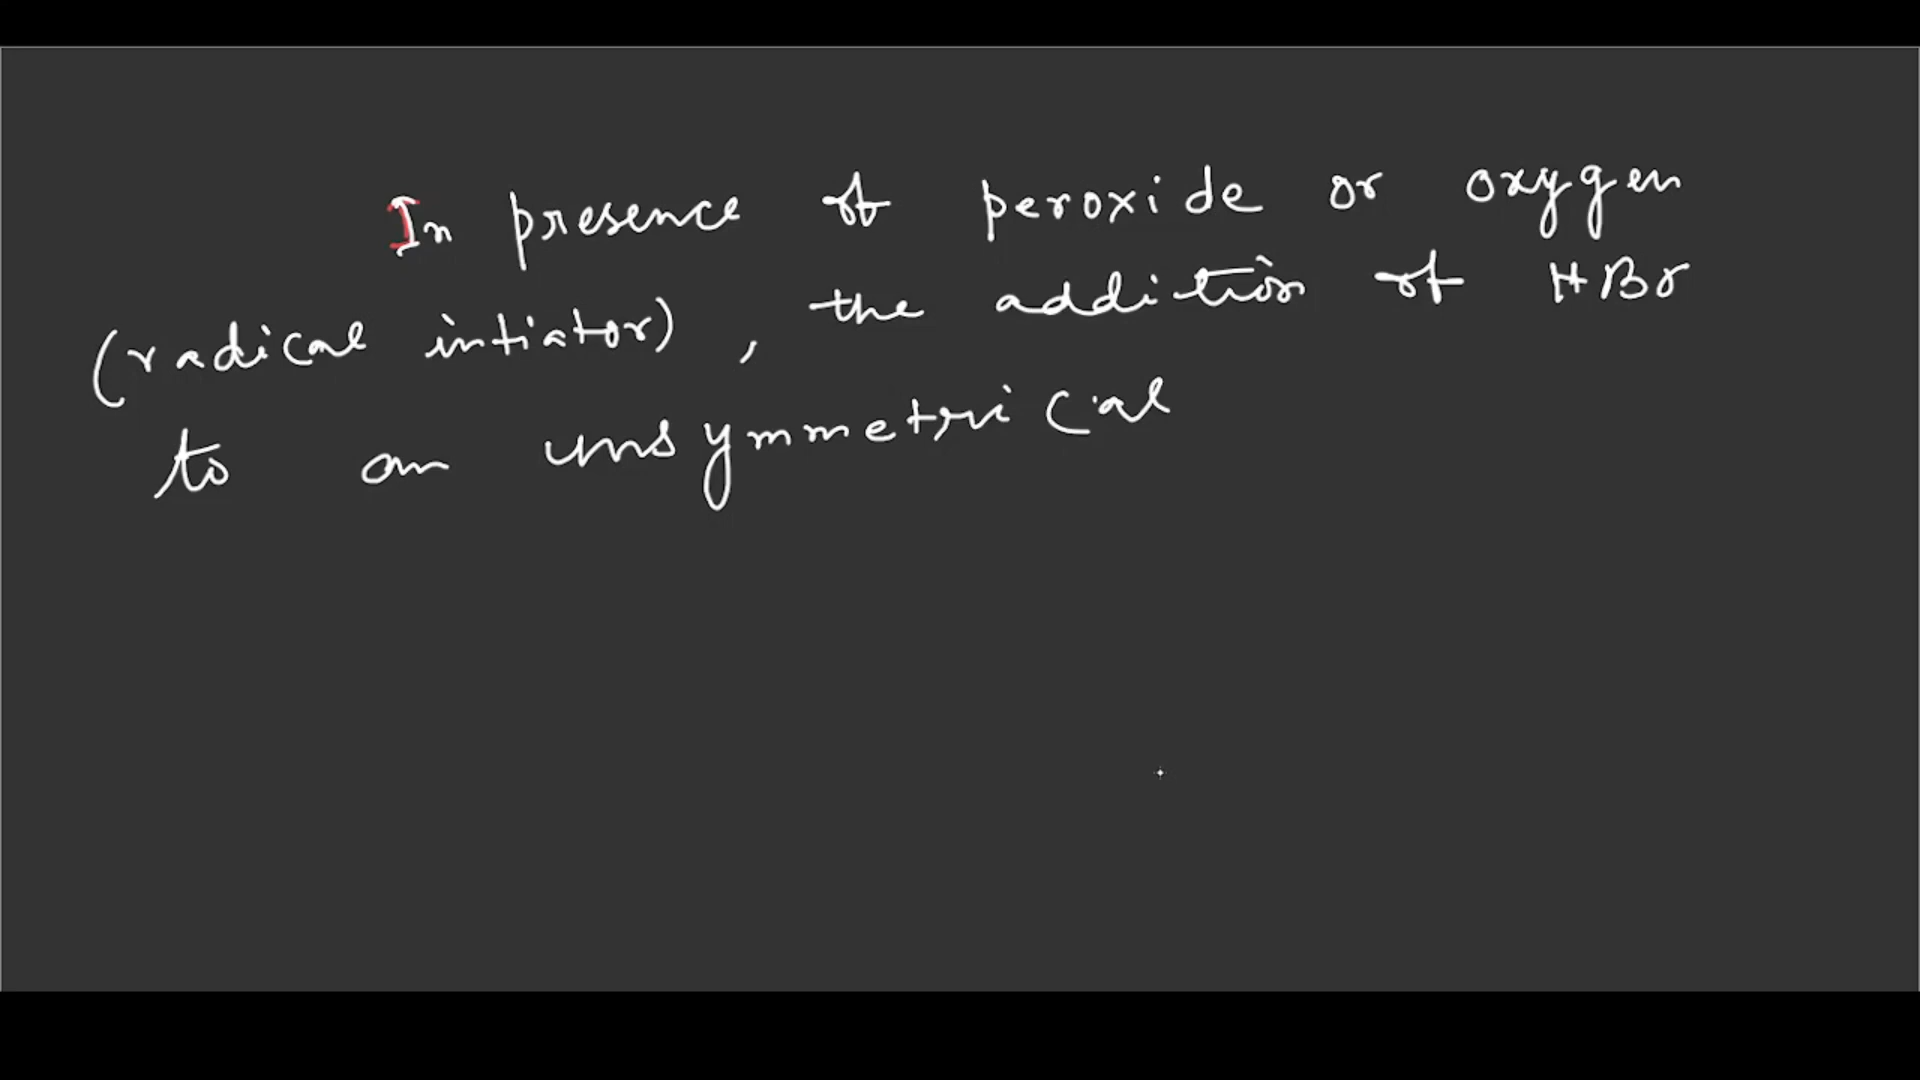 In presence of peroxide or oxygen
(radical intiator), the addition of HBr
to an unsymmetrical